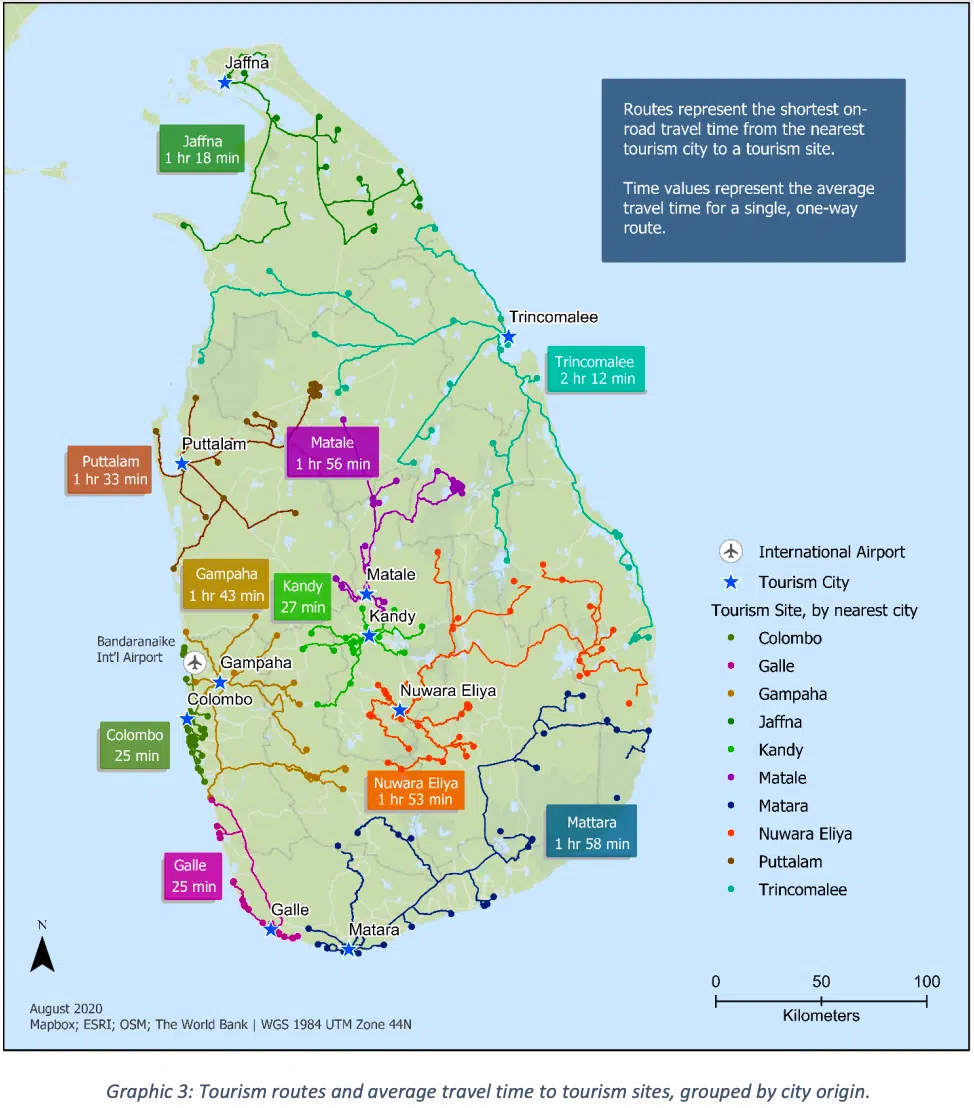 Jaffna
Jaffna
1 hr 18 min
Routes represent the shortest on-
road travel time from the nearest
tourism city to a tourism site.
Time values represent the average
travel time for a single, one-way
route.
Trincomalee
Trincomalee
2 hr 12 min
Puttalam
Puttalam
1 hr 33 min
Matale
1 hr 56 min
Gampaha
1 hr 43 min
Kandy
27 min
Matale
Kandy
Bandaranaike
Int'l Airport
Gampaha
Colombo
Colombo
25 min
Nuwara Eliya
Nuwara Eliya
1 hr 53 min
Mattara
1 hr 58 min
Galle
25 min
Galle
Matara
International Airport
Tourism City
Tourism Site, by nearest city
Colombo
Galle
Gampaha
Jaffna
Kandy
Matale
Matara
Nuwara Eliya
Puttalam
Trincomalee
N
0 50 100
Kilometers
August 2020
Mapbox; ESRI; OSM; The World Bank | WGS 1984 UTM Zone 44N
Graphic 3: Tourism routes and average travel time to tourism sites, grouped by city origin.